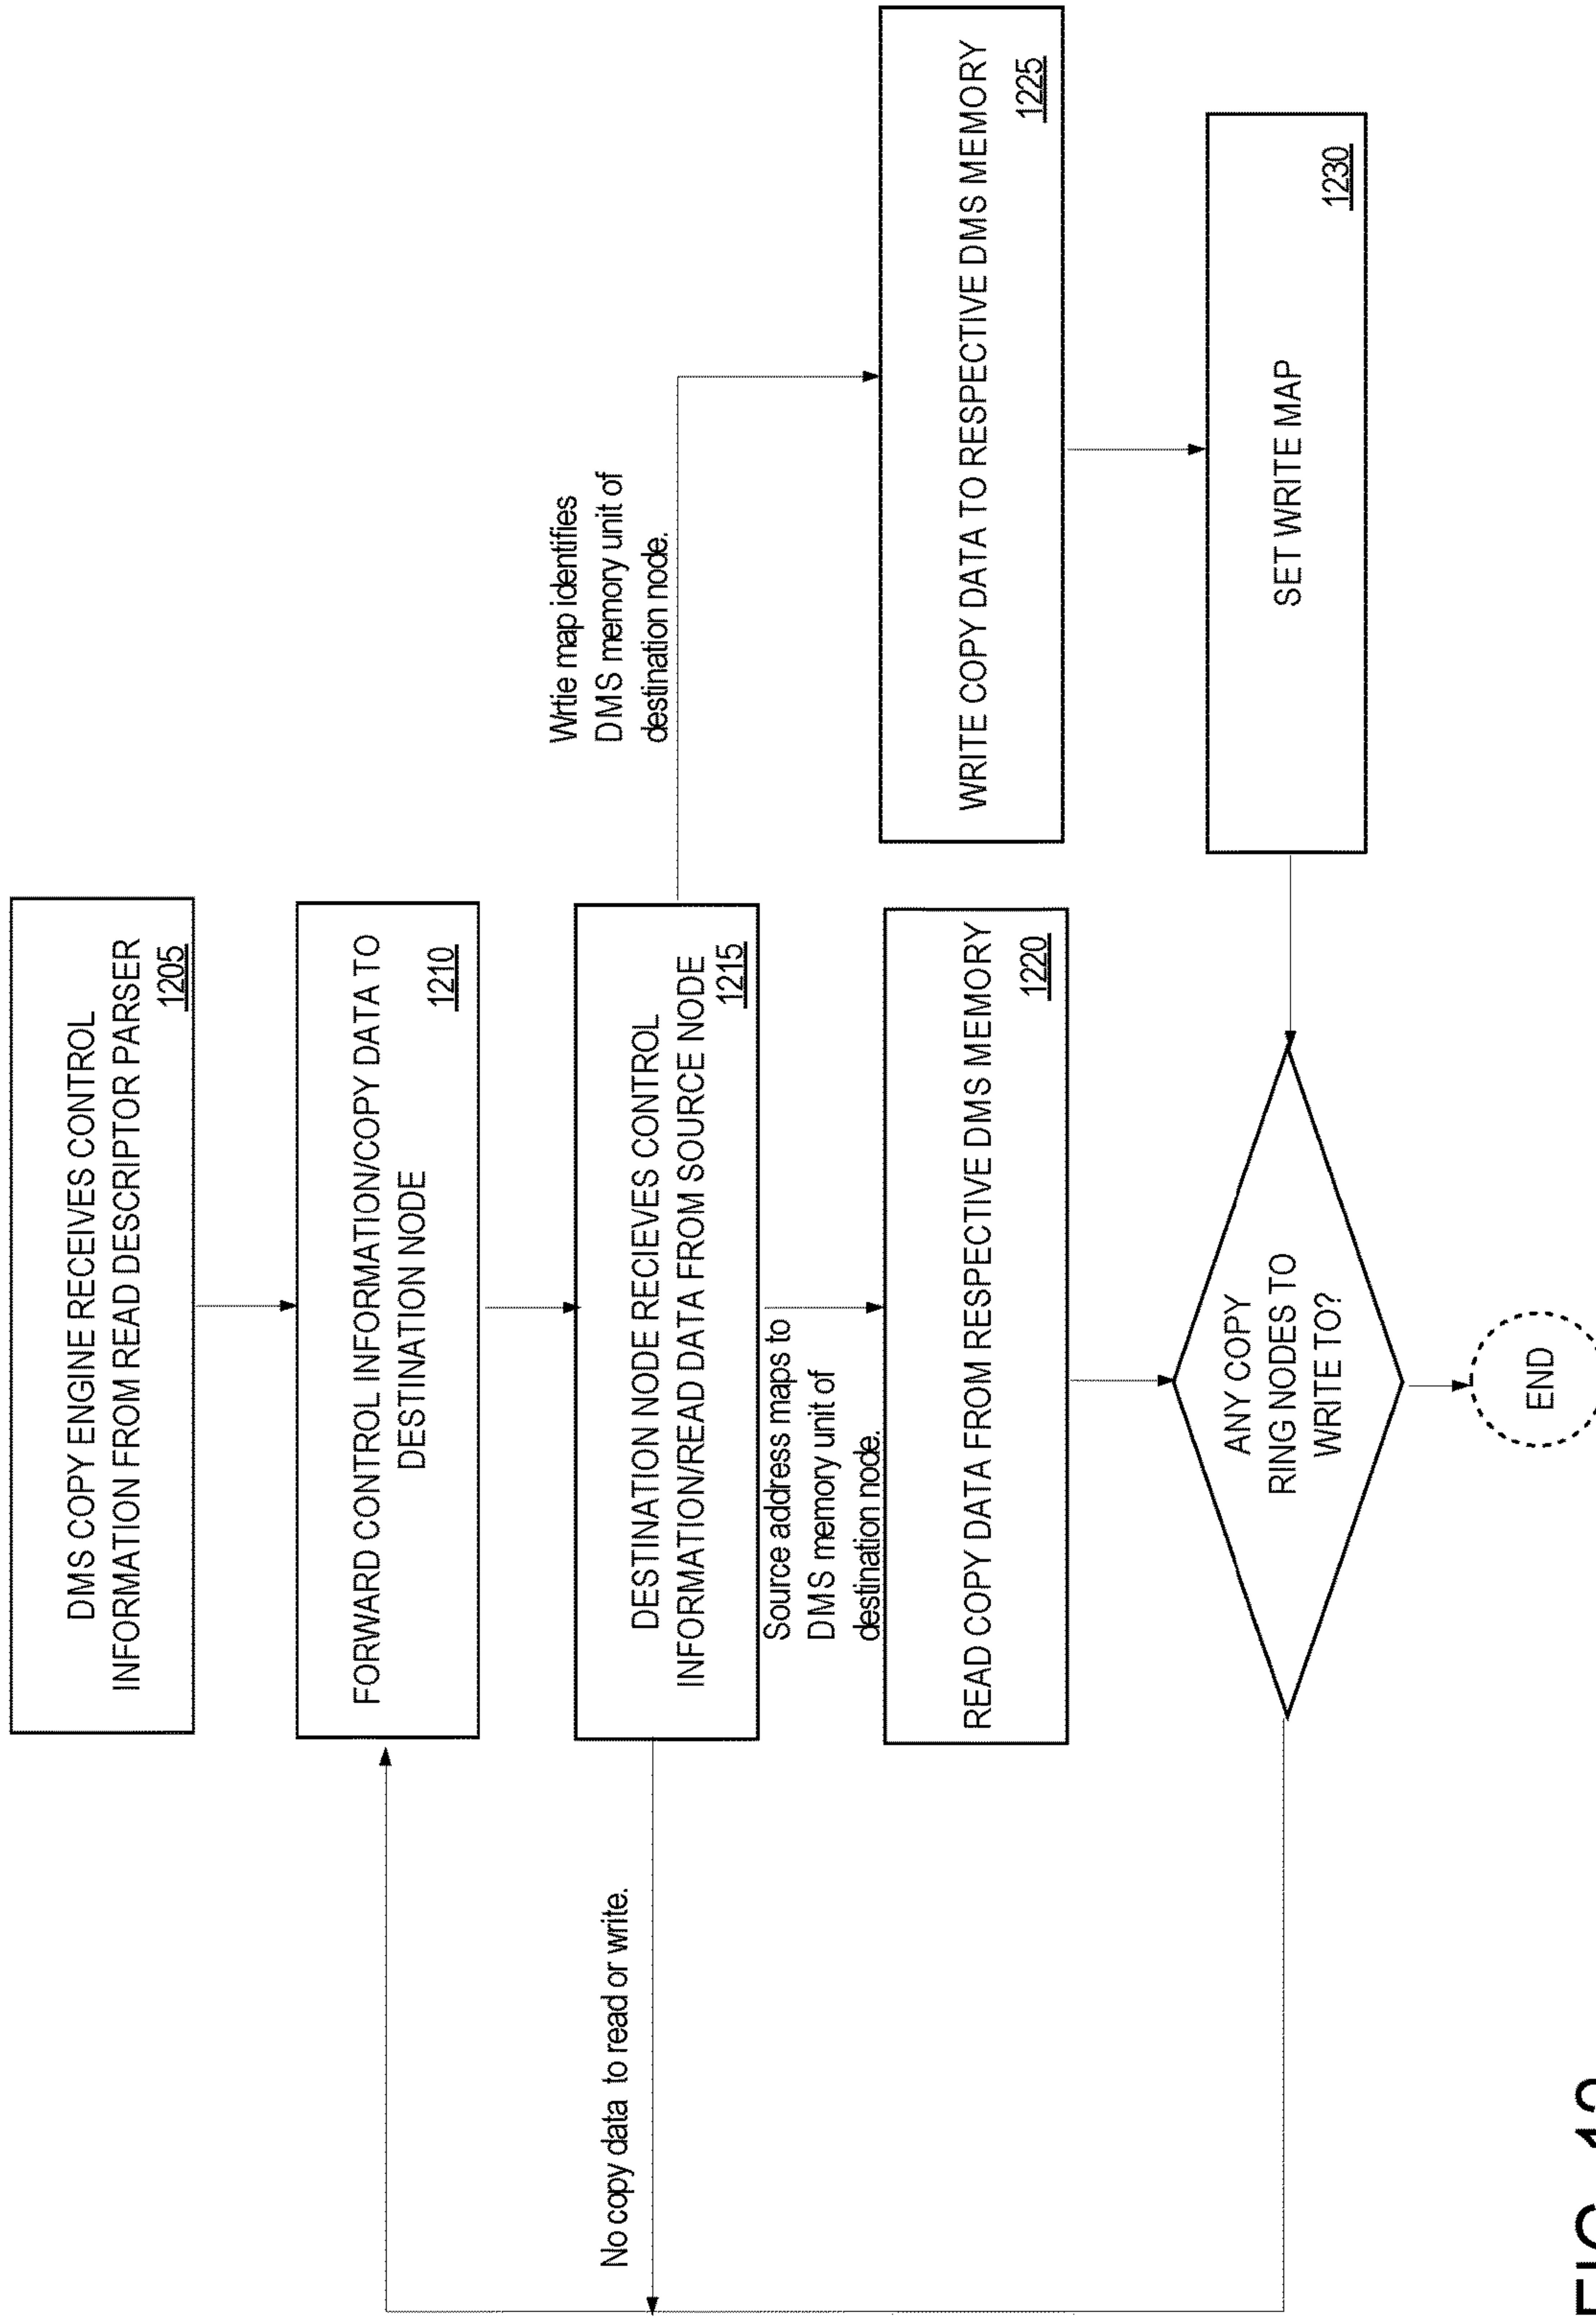 DMS COPY ENGINE RECEIVES CONTROL
INFORMATION FROM READ DESCRIPTOR PARSER
1205
FORWARD CONTROL INFORMATION/COPY DATA TO
DESTINATION NODE
1210
DESTINATION NODE RECIEVES CONTROL
INFORMATION/READ DATA FROM SOURCE NODE
1215
No copy data to read or write.
Wrtie map identifies
DMS memory unit of
destination node.
Source address maps to
DMS memory unit of
destination node.
READ COPY DATA FROM RESPECTIVE DMS MEMORY
1220
WRITE COPY DATA TO RESPECTIVE DMS MEMORY
1225
SET WRITE MAP
1230
ANY COPY
RING NODES TO
WRITE TO?
END
FIG. 12